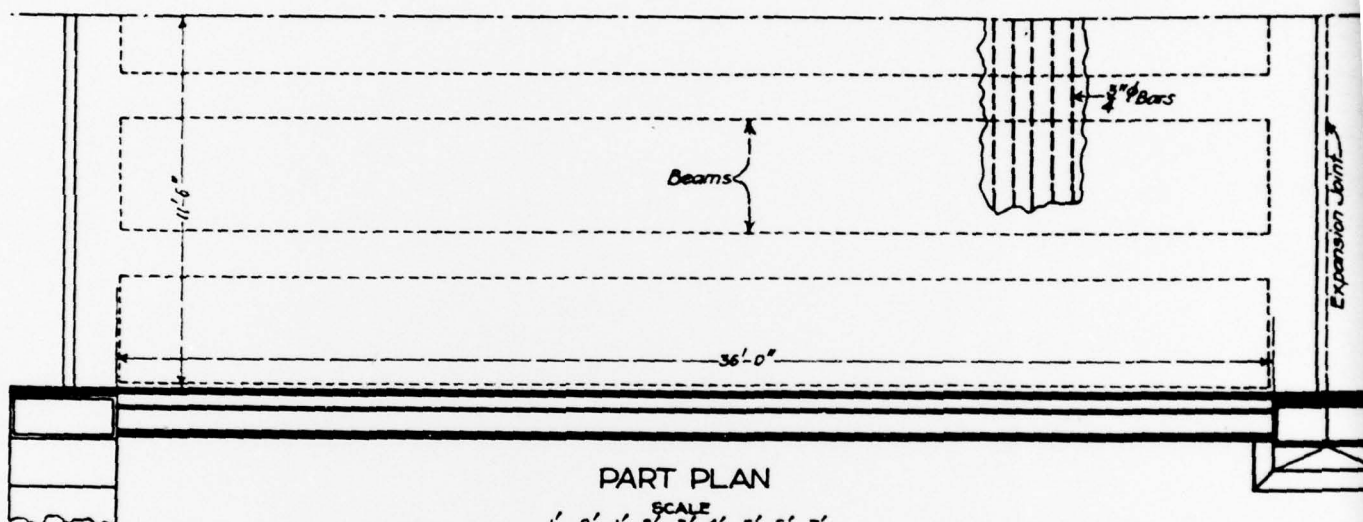 3/4"φ Bars
Beams
11'-6"
Expansion Joint
36'-0"
PART PLAN
SCALE